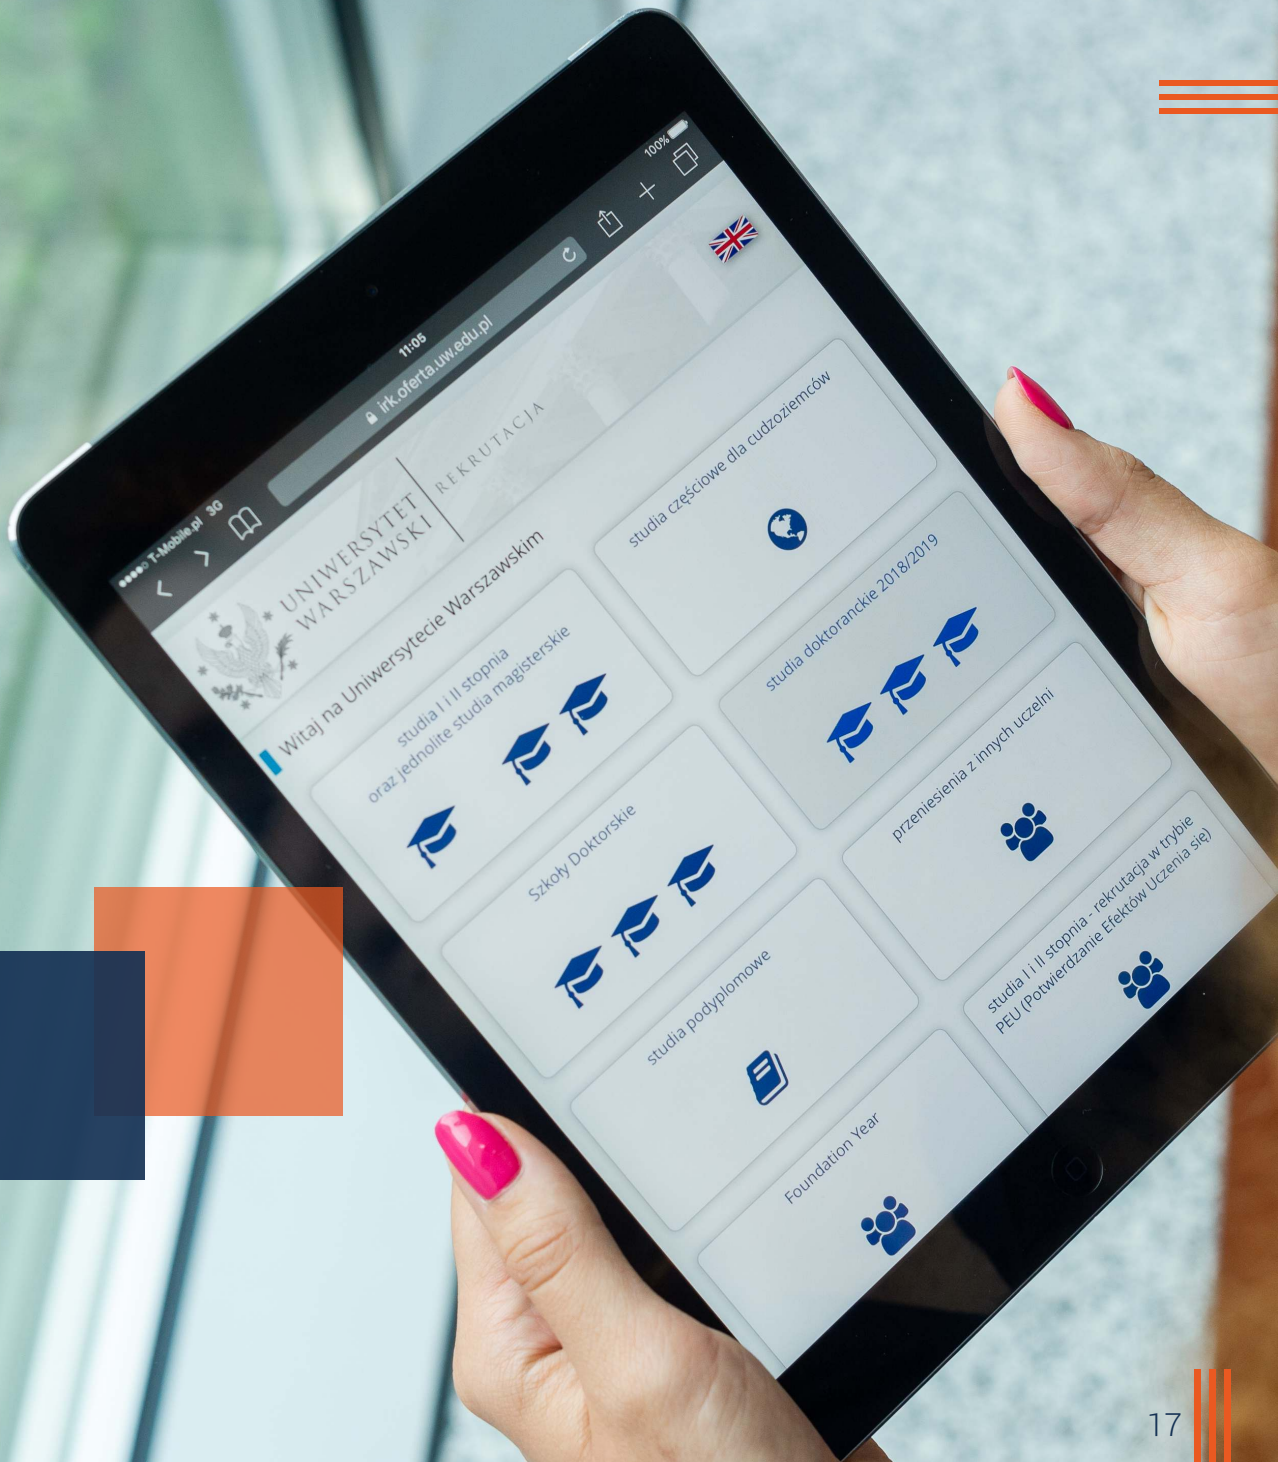 T-Mobile.pl 3G
11:05
100%
irk.oferta.uw.edu.pl
UNIWERSYTET
WARSZAWSKI
REKRUTACJA
Witaj na Uniwersytecie Warszawskim
studia I i II stopnia
oraz jednolite studia magisterskie
studia częściowe dla cudzoziemców
Szkoły Doktorskie
studia doktoranckie 2018/2019
studia podyplomowe
przeniesienia z innych uczelni
Foundation Year
studia I i II stopnia - rekrutacja w trybie
PEU (Potwierdzanie Efektów Uczenia się)
17